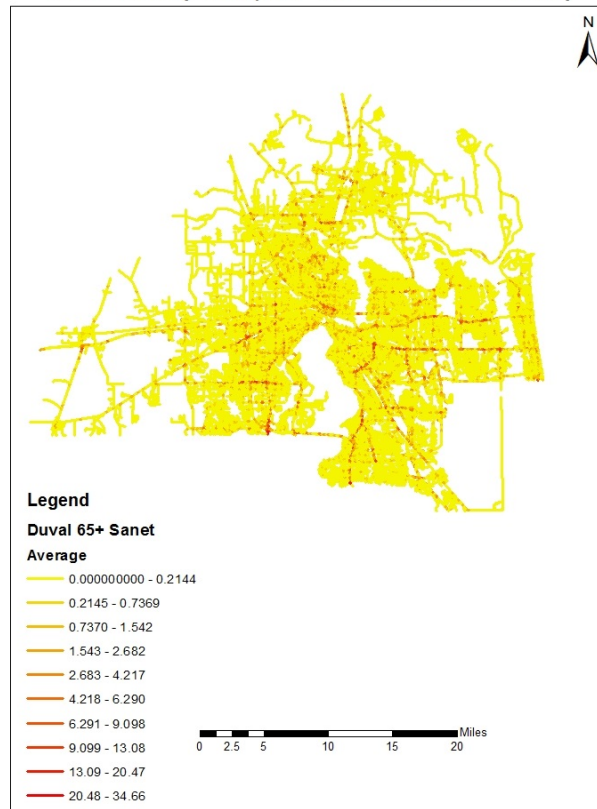 N
Legend
Duval 65+ Sanet
Average
0.000000000 - 0.2144
0.2145 - 0.7369
0.7370 - 1.542
1.543 - 2.682
2.683 - 4.217
4.218 - 6.290
6.291 - 9.098
9.099 - 13.08
13.09 - 20.47
20.48 - 34.66
Miles
0 2.5 5 10 15 20